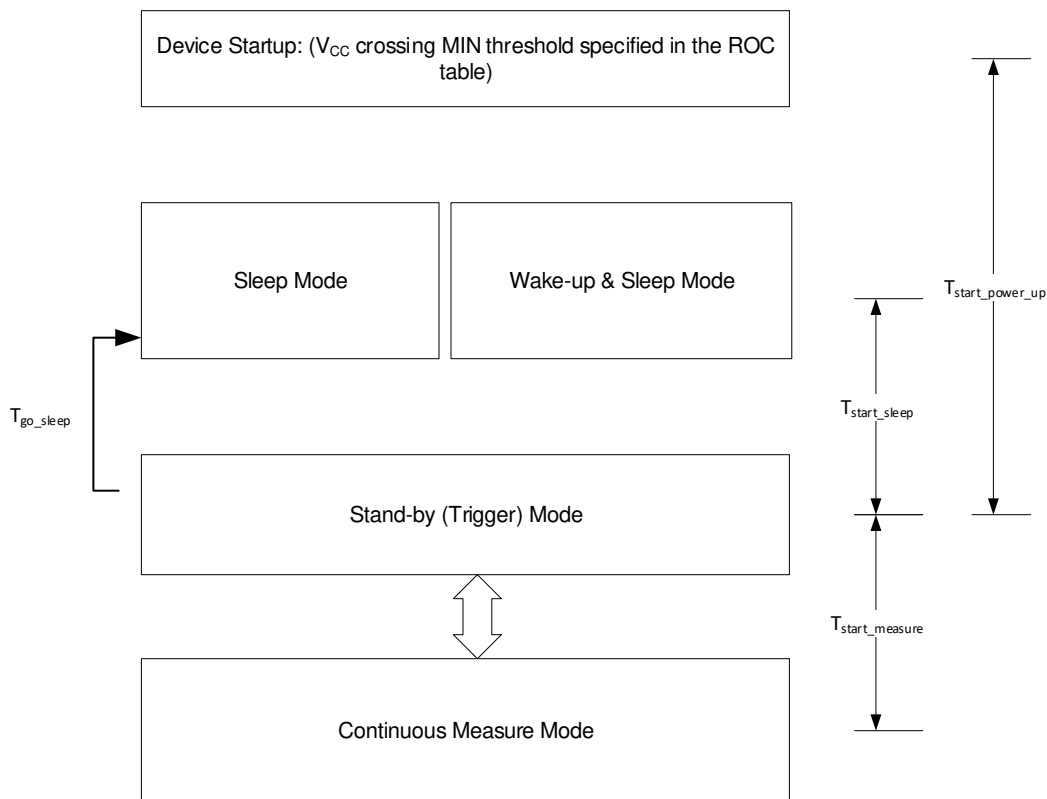 Device Startup: (VCC crossing MIN threshold specified in the ROC
table)
Sleep Mode
Wake-up & Sleep Mode
Tstart_power_up
Tstart_sleep
Tgo_sleep
Stand-by (Trigger) Mode
Tstart_measure
Continuous Measure Mode